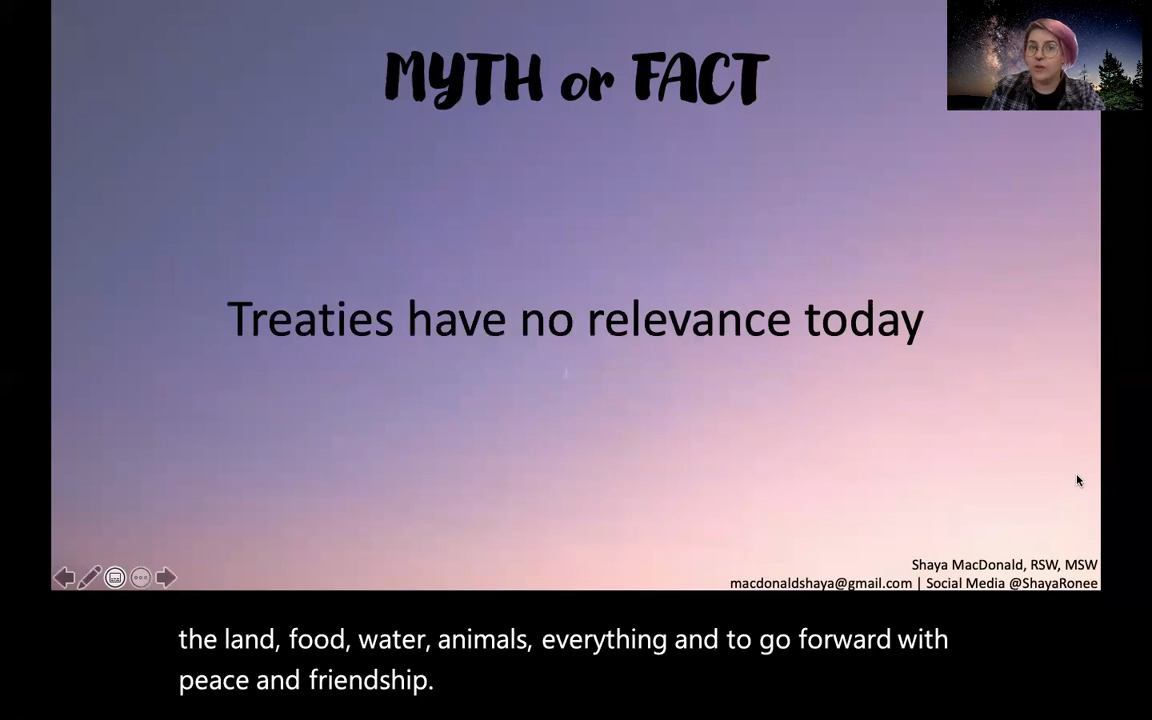 MYTH or FACT
Treaties have no relevance today
Shaya MacDonald, RSW, MSW
macdonaldshaya@gmail.com | Social Media @ShayaRonee
the land, food, water, animals, everything and to go forward with
peace and friendship.